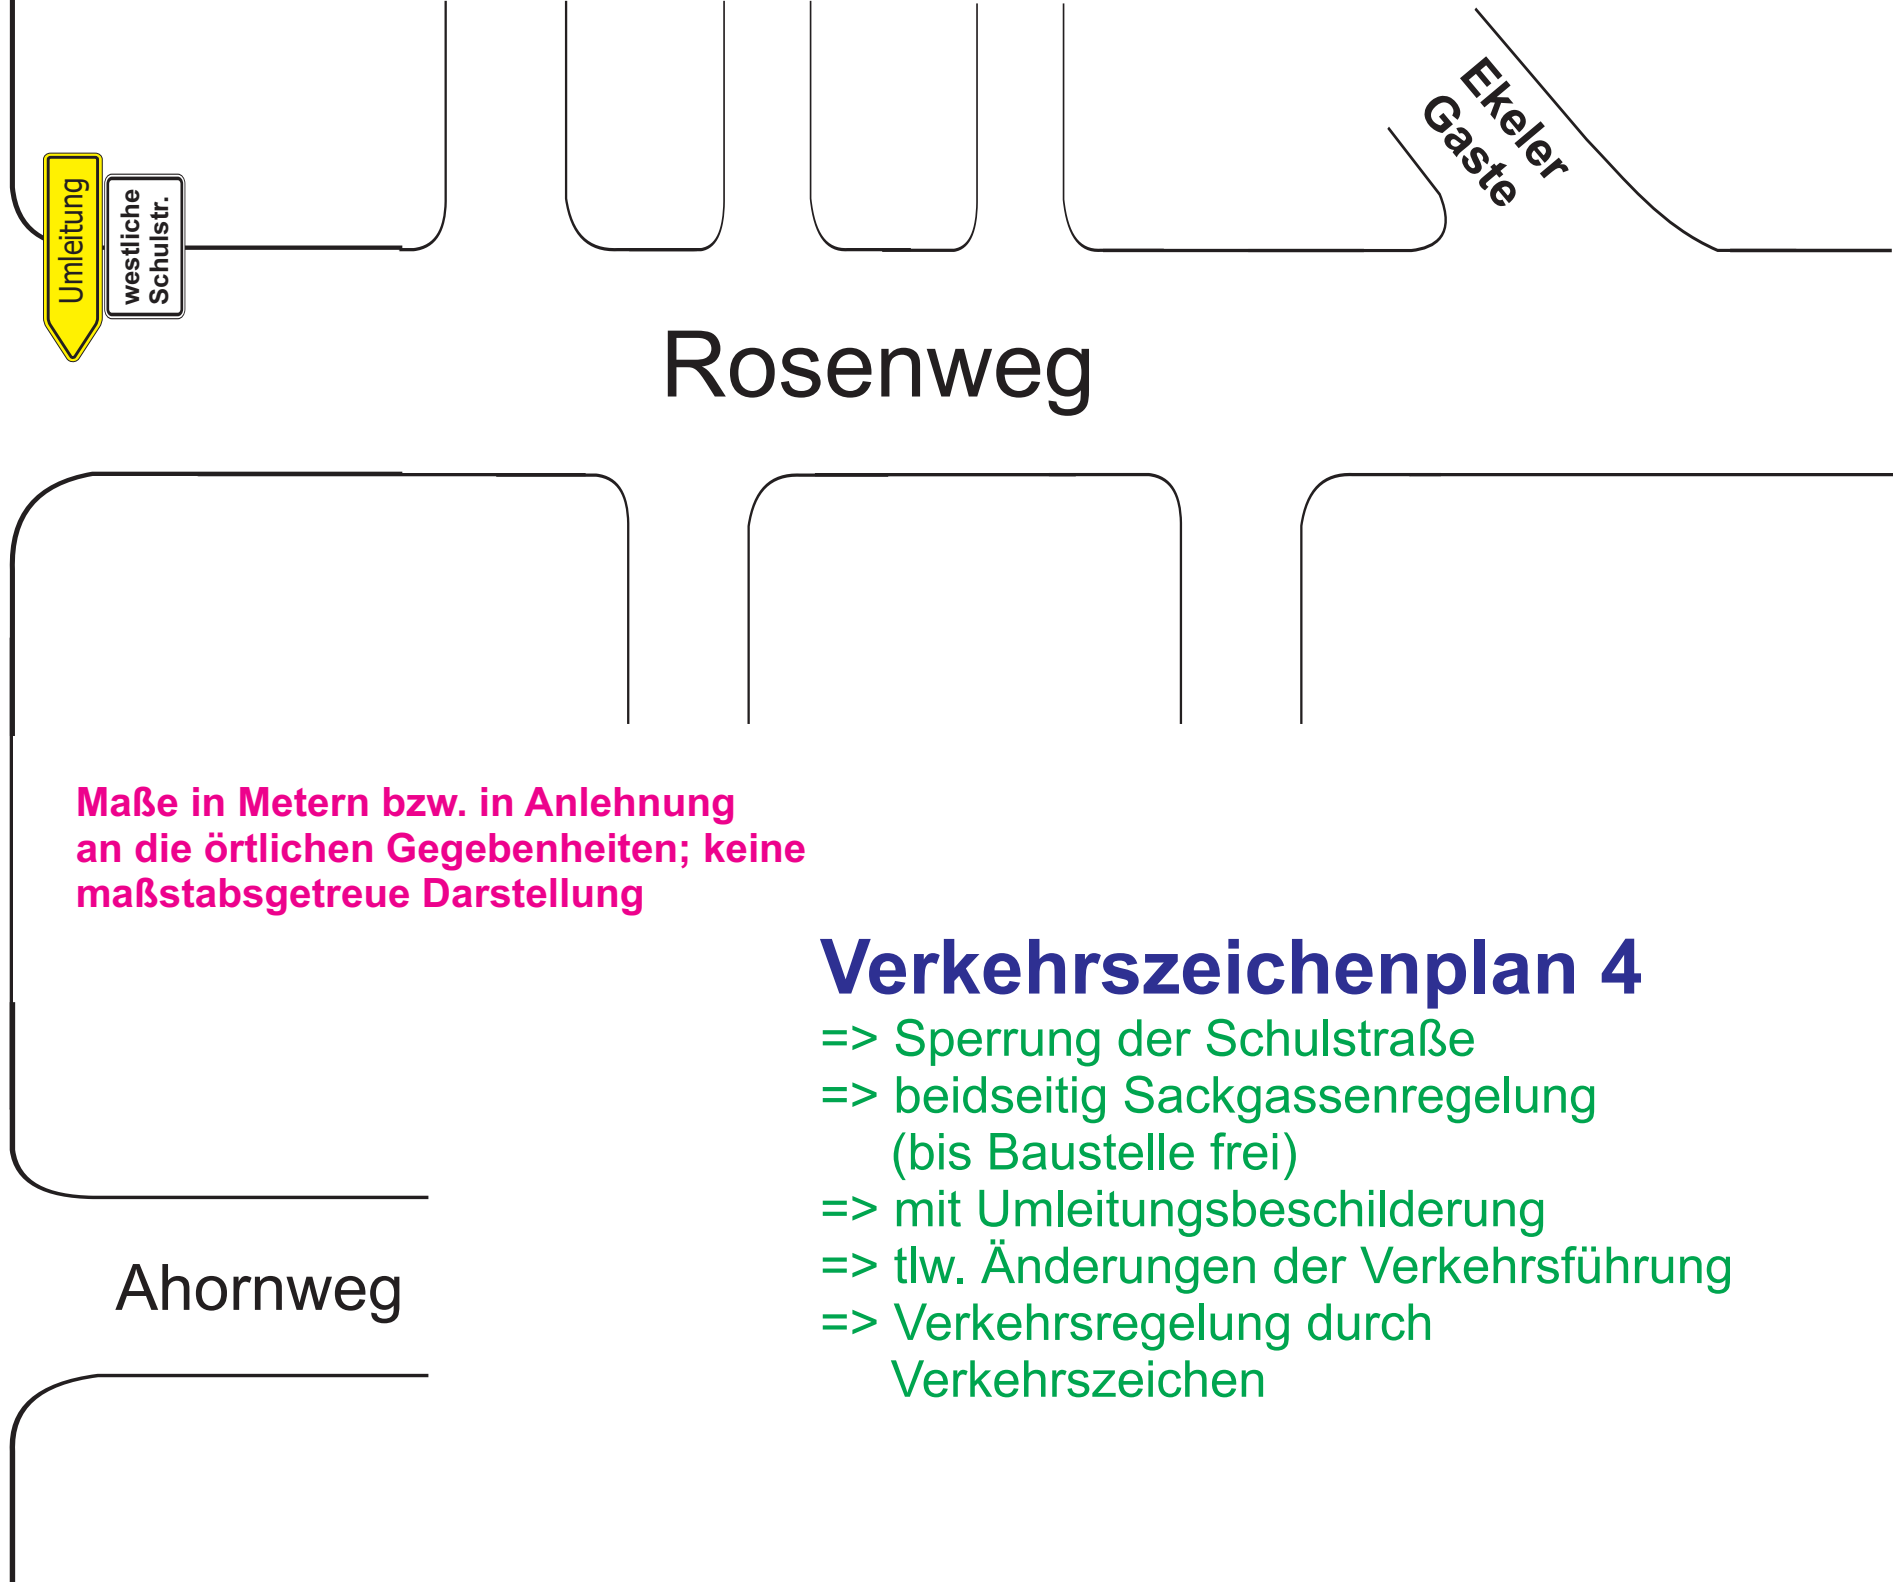 Ekeler
Gaste
Umleitung
westliche
Schulstr.
Rosenweg
Maße in Metern bzw. in Anlehnung
an die örtlichen Gegebenheiten; keine
maßstabsgetreue Darstellung
Verkehrszeichenplan 4
=> Sperrung der Schulstraße
=> beidseitig Sackgassenregelung
(bis Baustelle frei)
=> mit Umleitungsbeschilderung
=> tlw. Änderungen der Verkehrsführung
=> Verkehrsregelung durch
Verkehrszeichen
Ahornweg